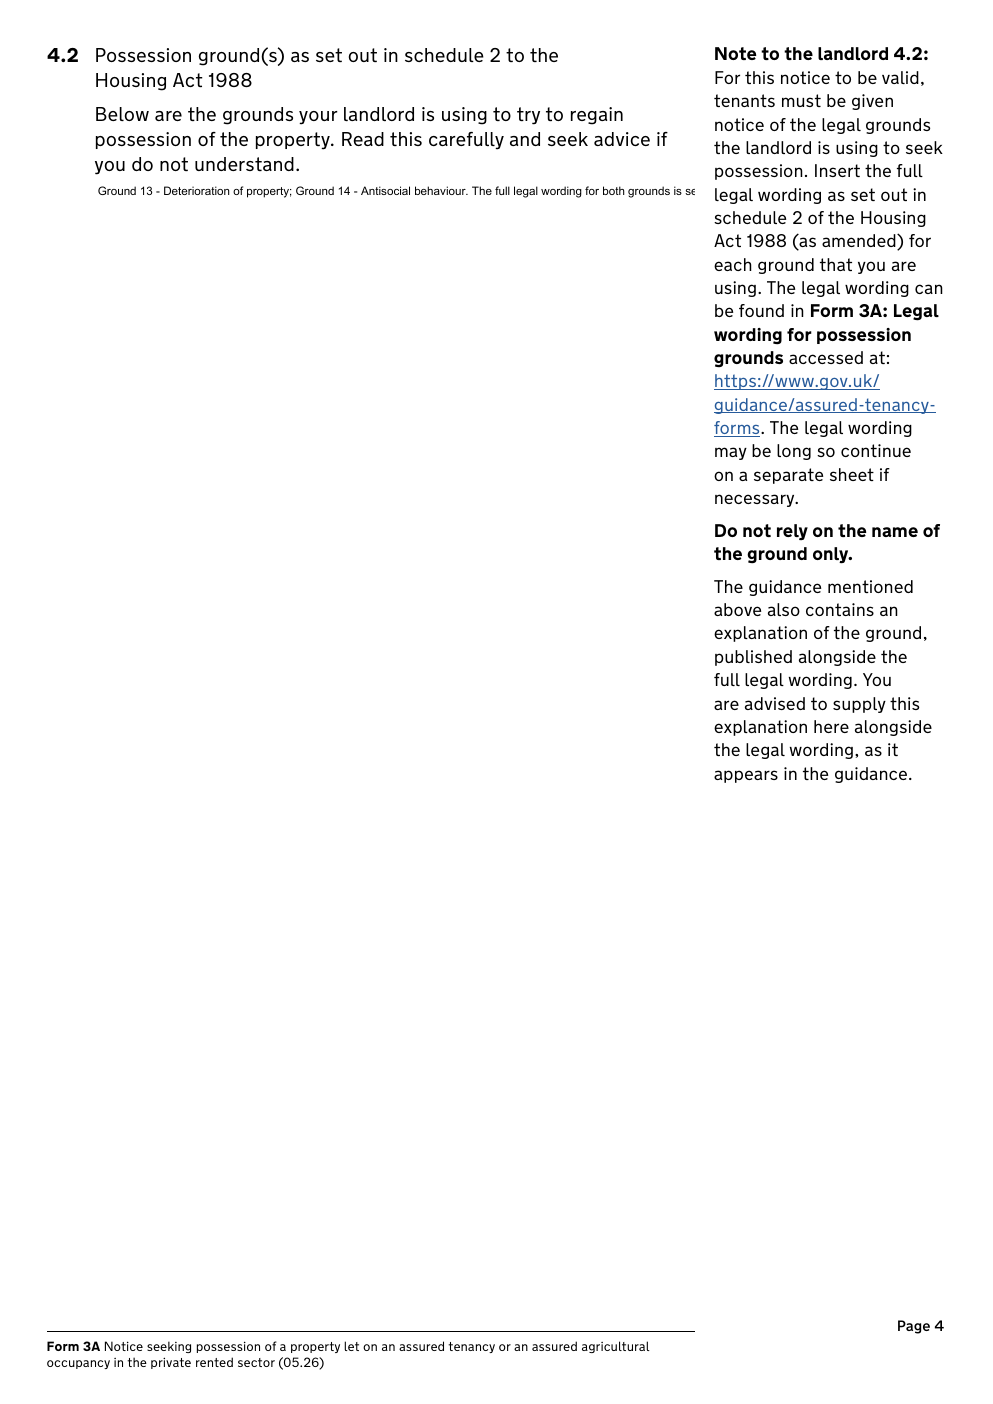 4.2 Possession ground(s) as set out in schedule 2 to the
Housing Act 1988
Below are the grounds your landlord is using to try to regain
possession of the property. Read this carefully and seek advice if
you do not understand.
Ground 13 - Deterioration of property; Ground 14 - Antisocial behaviour. The full legal wording for both grounds is se
Note to the landlord 4.2:
For this notice to be valid,
tenants must be given
notice of the legal grounds
the landlord is using to seek
possession. Insert the full
legal wording as set out in
schedule 2 of the Housing
Act 1988 (as amended) for
each ground that you are
using. The legal wording can
be found in Form 3A: Legal
wording for possession
grounds accessed at:
https://www.gov.uk/
guidance/assured-tenancy-
forms. The legal wording
may be long so continue
on a separate sheet if
necessary.
Do not rely on the name of
the ground only.
The guidance mentioned
above also contains an
explanation of the ground,
published alongside the
full legal wording. You
are advised to supply this
explanation here alongside
the legal wording, as it
appears in the guidance.
Page 4
Form 3A Notice seeking possession of a property let on an assured tenancy or an assured agricultural
occupancy in the private rented sector (05.26)